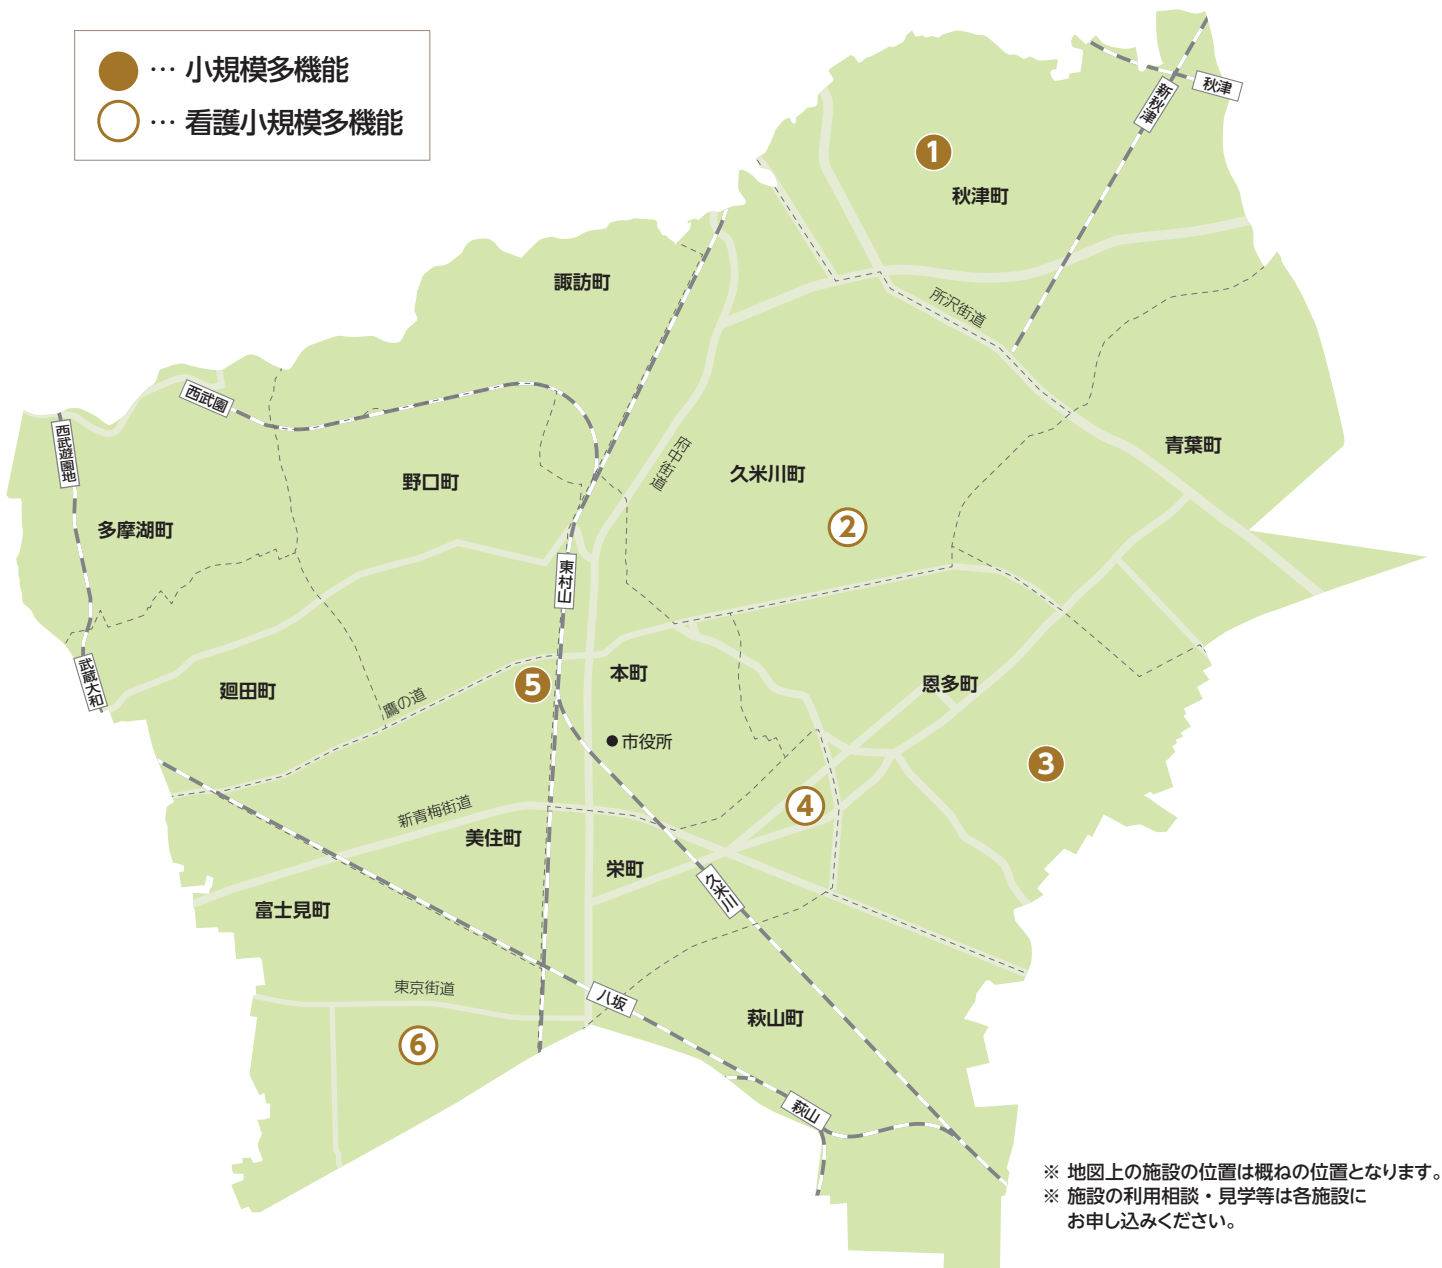 … 小規模多機能
… 看護小規模多機能
秋津
新秋津
1
秋津町
諏訪町
所沢街道
西武園
西武遊園地
府中街道
青葉町
久米川町
野口町
2
多摩湖町
東村山
武蔵大和
廻田町
鷹の道
5
本町
恩多町
●市役所
3
新青梅街道
4
美住町
栄町
久米川
富士見町
東京街道
八坂
萩山町
6
萩山
※ 地図上の施設の位置は概ねの位置となります。
※ 施設の利用相談・見学等は各施設に
お申し込みください。